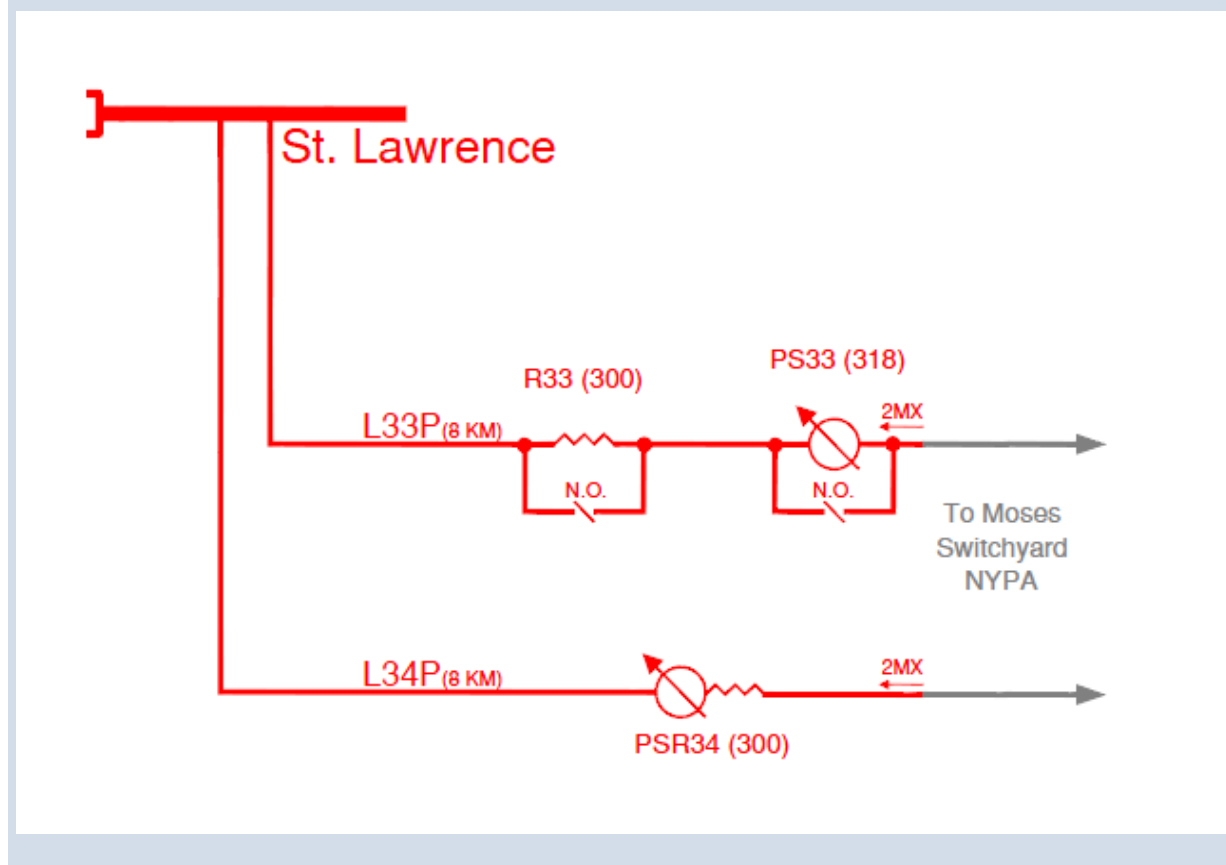 St. Lawrence
PS33 (318)
R33 (300)
2MX
L33P(8 KM)
N.O.
N.O.
To Moses
Switchyard
NYPA
L34P(8 KM)
2MX
PSR34 (300)